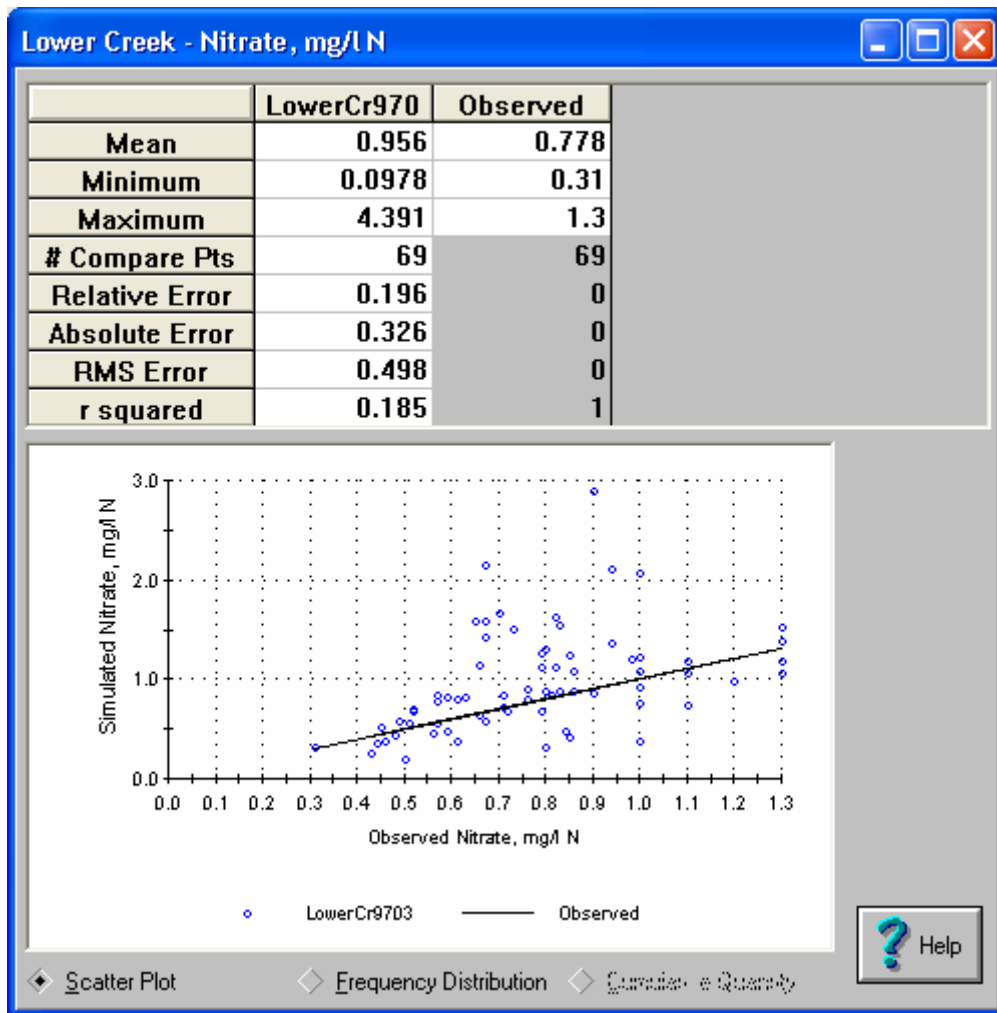 Lower Creek - Nitrate, mg/l N
LowerCr970 Observed
Mean 0.956 0.778
Minimum 0.0978 0.31
Maximum 4.391 1.3
# Compare Pts 69 69
Relative Error 0.196 0
Absolute Error 0.326 0
RMS Error 0.498 0
r squared 0.185 1
Simulated Nitrate, mg/l N
3.0
2.0
1.0
0.0
0.0 0.1 0.2 0.3 0.4 0.5 0.6 0.7 0.8 0.9 1.0 1.1 1.2 1.3
Observed Nitrate, mg/l N
LowerCr9703 Observed
Help
Scatter Plot Frequency Distribution